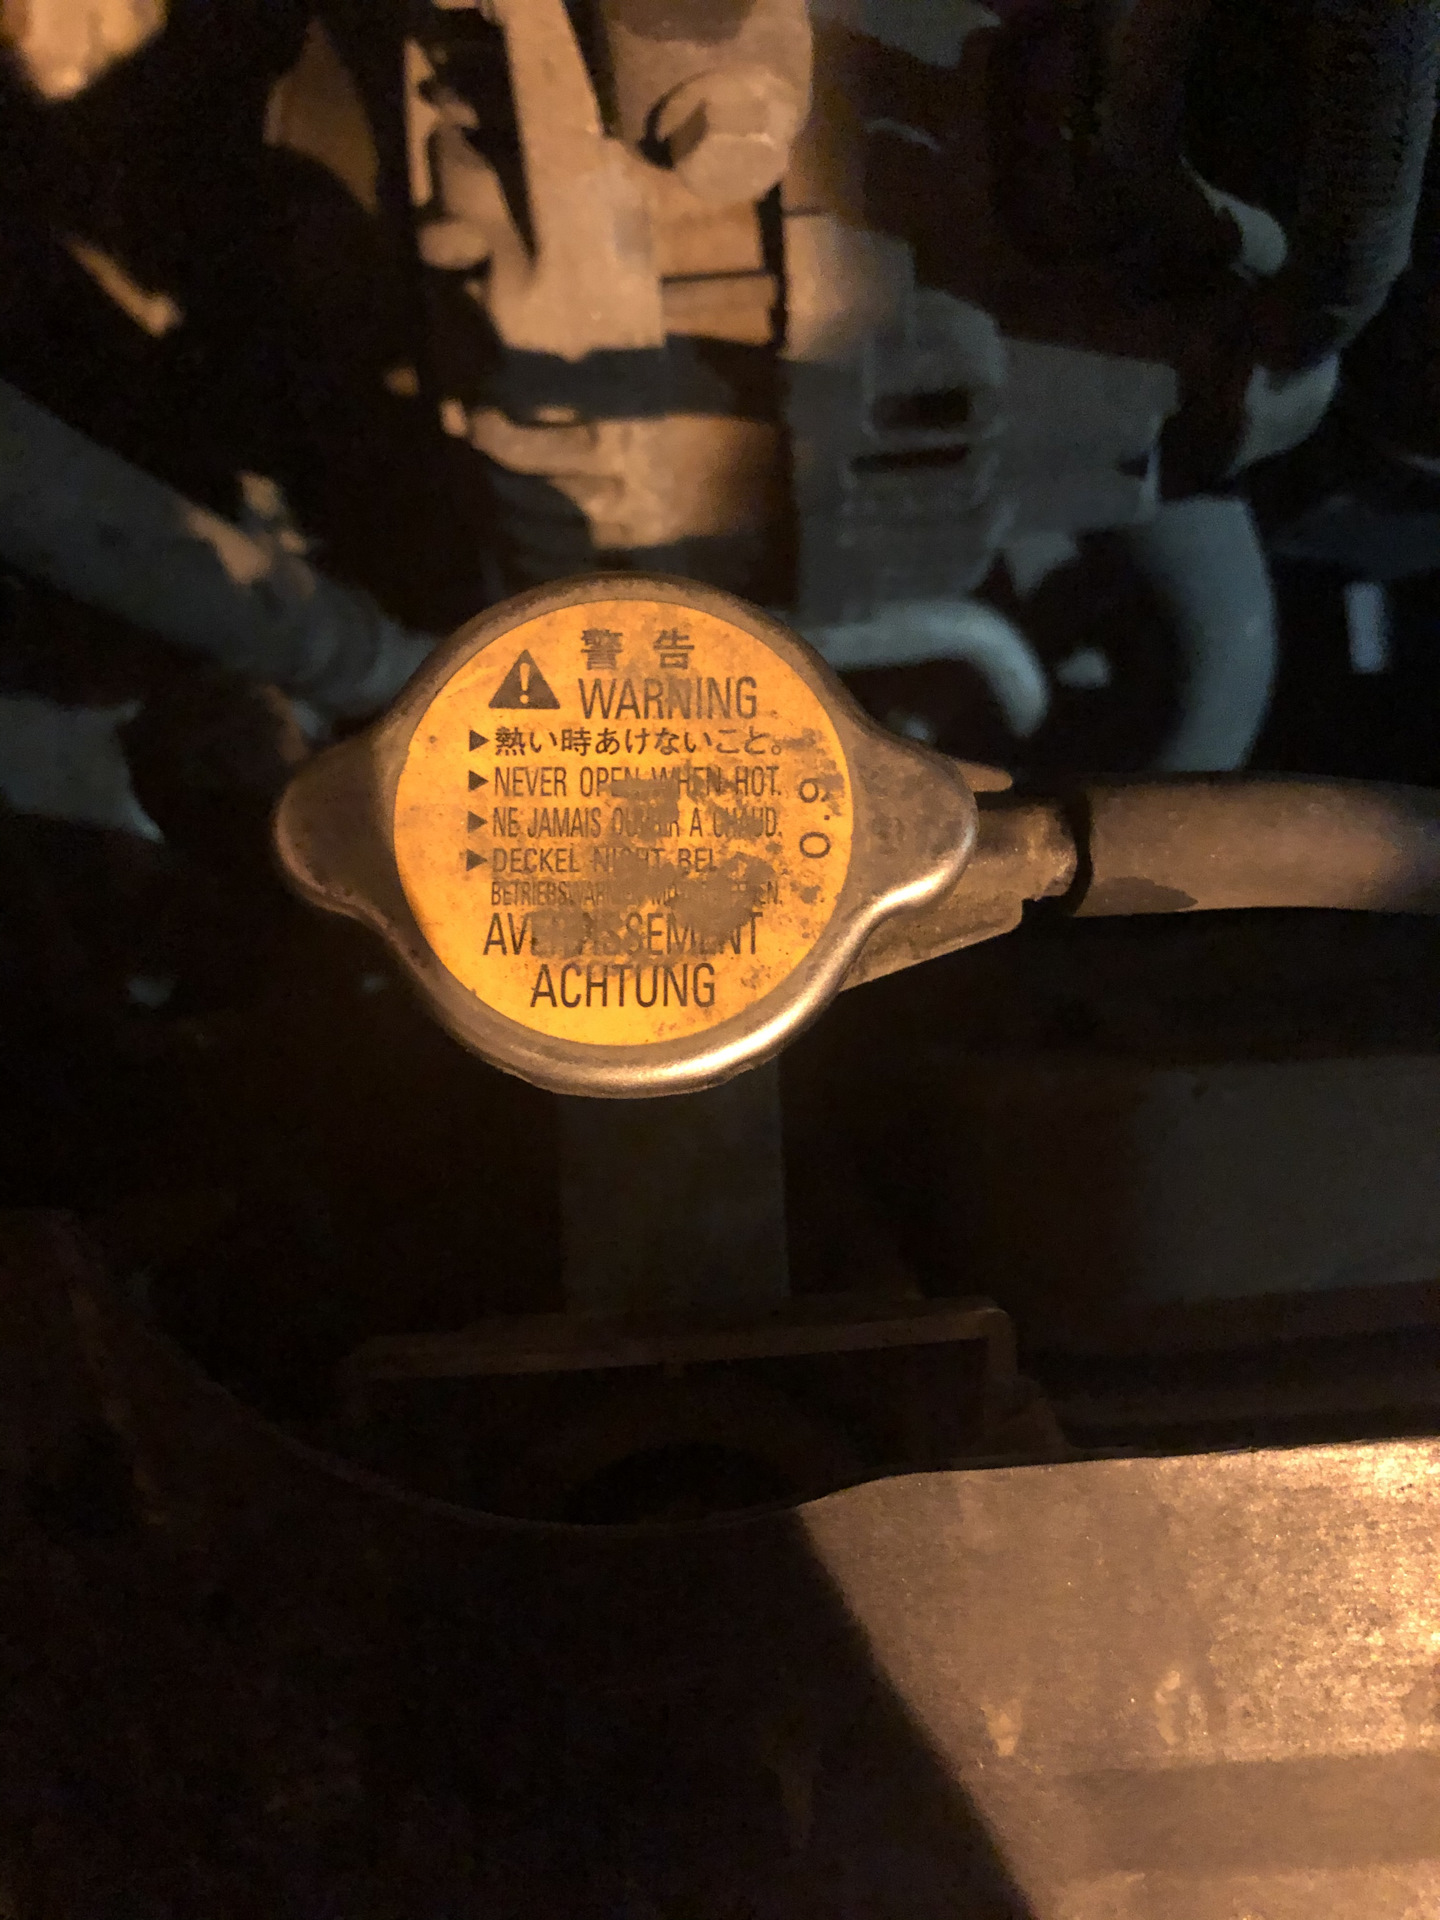 警告
WARNING
▶熱い時あけないこと。
▶NEVER OPEN WHEN HOT.
▶NE JAMAIS OUVRIR A CHAUD.
▶DECKEL NICHT BEI
AVERTISSEMENT
ACHTUNG